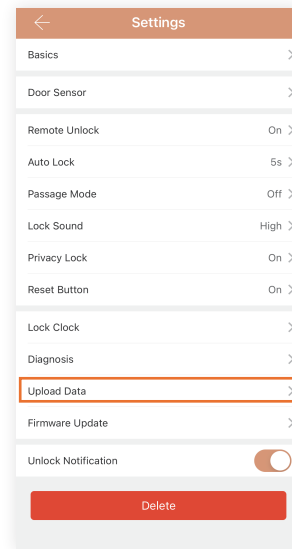 Settings
Basics
Door Sensor
Remote Unlock On
Auto Lock 5s
Passage Mode Off
Lock Sound High
Privacy Lock On
Reset Button On
Lock Clock
Diagnosis
Upload Data
Firmware Update
Unlock Notification
Delete